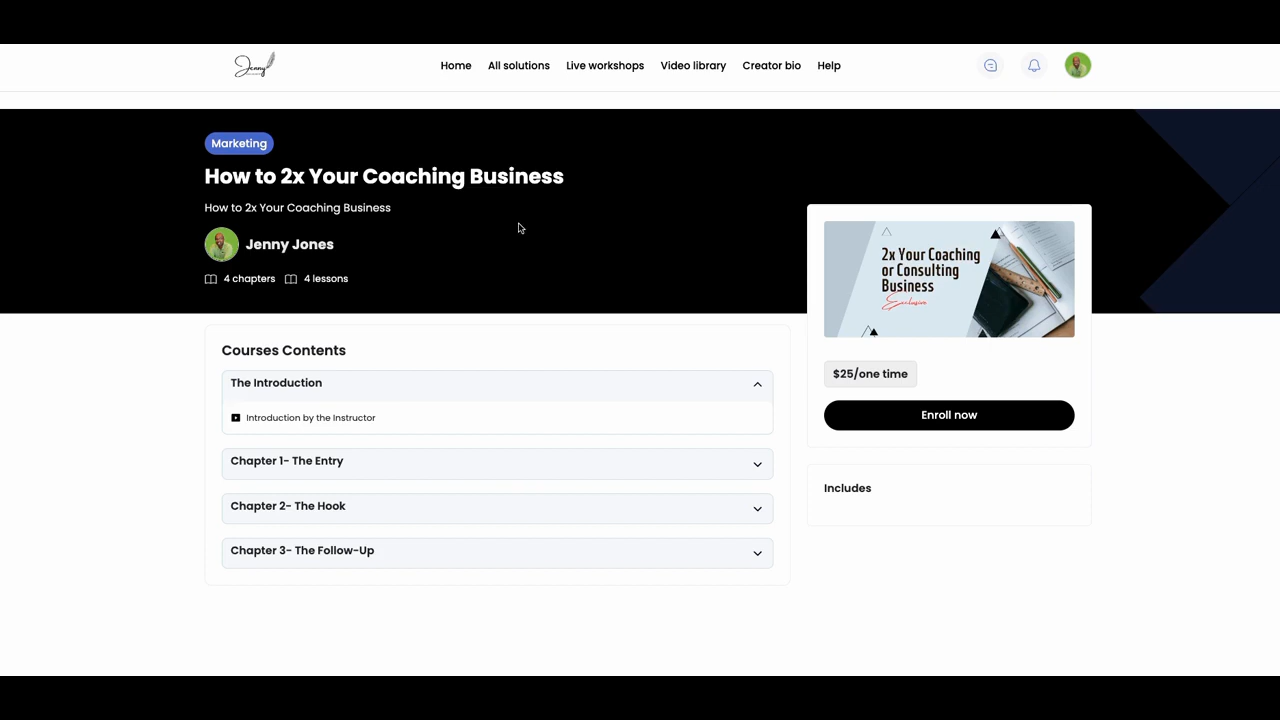 Jenny
Home All solutions Live workshops Video library Creator bio Help
Marketing
How to 2x Your Coaching Business
How to 2x Your Coaching Business
Jenny Jones
4 chapters 4 lessons
2x Your Coaching
or Consulting
Business
Exclusive
$25/one time
Enroll now
Includes
Courses Contents
The Introduction
Introduction by the Instructor
Chapter 1- The Entry
Chapter 2- The Hook
Chapter 3- The Follow-Up